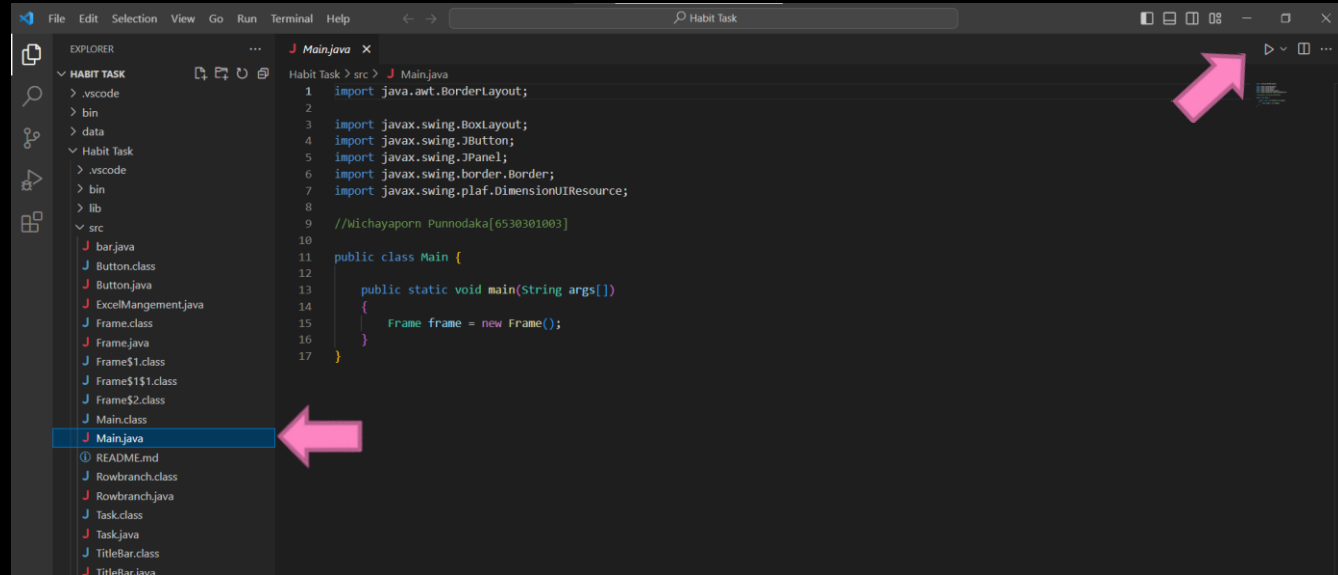 File Edit Selection View Go Run Terminal Help
Habit Task
EXPLORER
HABIT TASK
.vscode
bin
data
Habit Task
.vscode
bin
lib
src
J bar.java
J Button.class
J Button.java
J ExcelMangement.java
J Frame.class
J Frame.java
J Frame$1.class
J Frame$1$1.class
J Frame$2.class
J Main.class
J Main.java
README.md
J Rowbranch.class
J Rowbranch.java
J Task.class
J Task.java
J TitleBar.class
J TitleBar.java
J Main.java
Habit Task > src > J Main.java
1 import java.awt.BorderLayout;
2
3 import javax.swing.BoxLayout;
4 import javax.swing.JButton;
5 import javax.swing.JPanel;
6 import javax.swing.border.Border;
7 import javax.swing.plaf.DimensionUIResource;
8
9 //Wichayaporn Punnodaka[6530301003]
10
11 public class Main {
12
13 public static void main(String args[])
14 {
15 Frame frame = new Frame();
16 }
17 }